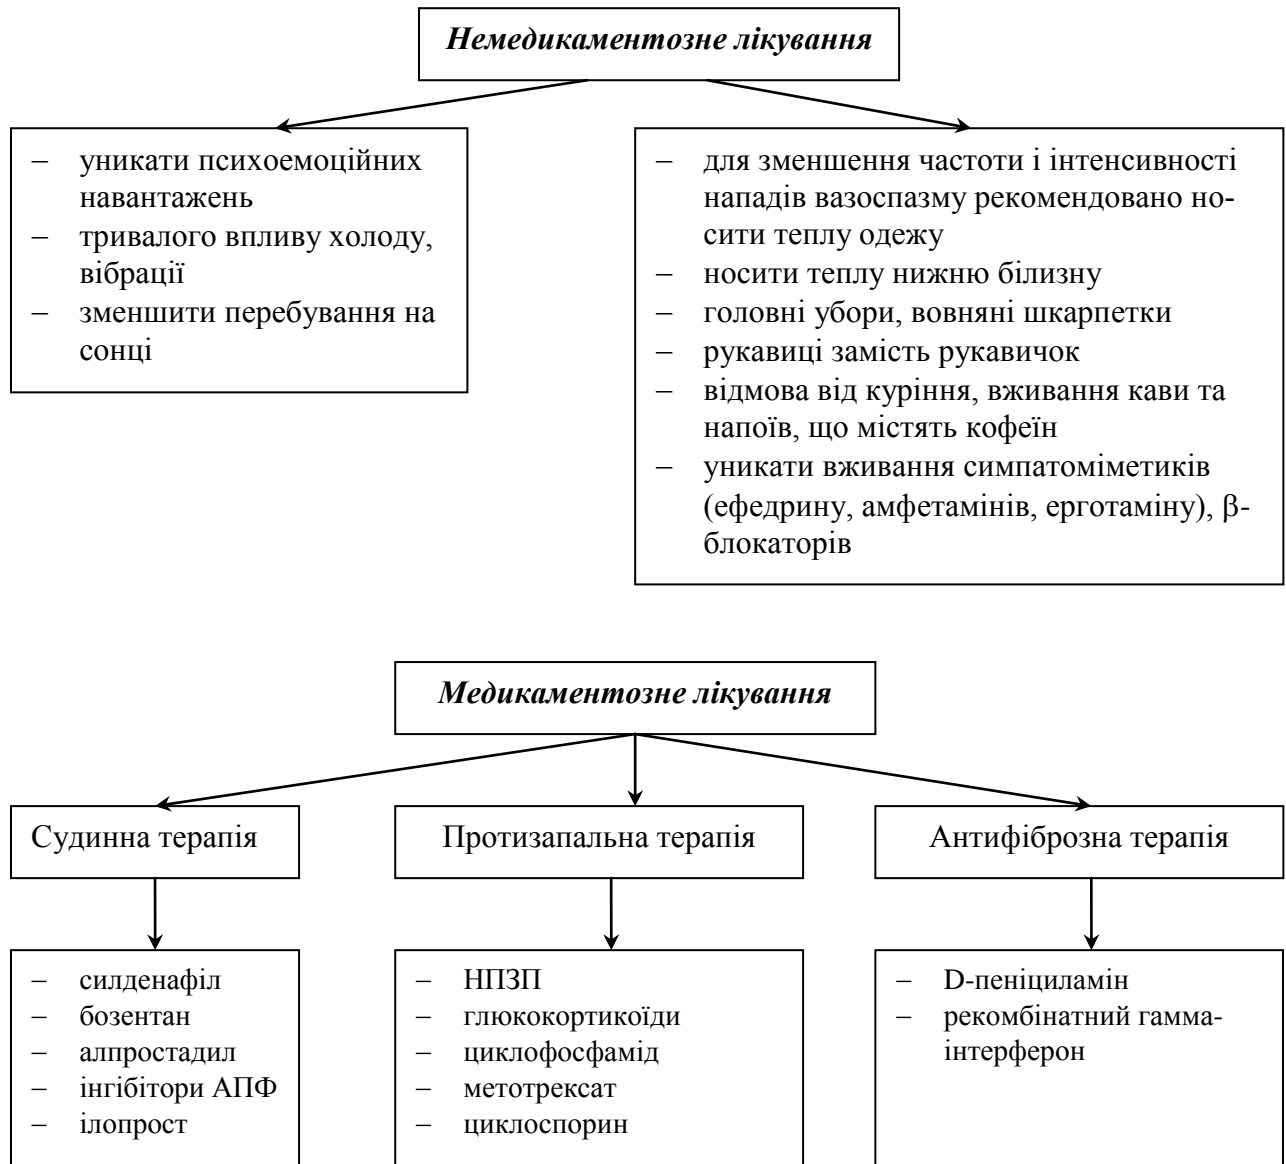 Немедикаментозне лікування
– уникати психоемоційних
навантажень
– тривалого впливу холоду,
вібрації
– зменшити перебування на
сонці
– для зменшення частоти і інтенсивності
нападів вазоспазму рекомендовано но-
сити теплу одежу
– носити теплу нижню білизну
– головні убори, вовняні шкарпетки
– рукавиці замість рукавичок
– відмова від куріння, вживання кави та
напоїв, що містять кофеїн
– уникати вживання симпатоміметиків
(ефедрину, амфетамінів, ерготаміну), β-
блокаторів
Медикаментозне лікування
Судинна терапія
Протизапальна терапія
Антифіброзна терапія
– силденафіл
– бозентан
– алпростадил
– інгібітори АПФ
– ілопрост
– НПЗП
– глюкокортикоїди
– циклофосфамід
– метотрексат
– циклоспорин
– D-пеніциламін
– рекомбінатний гамма-
інтерферон